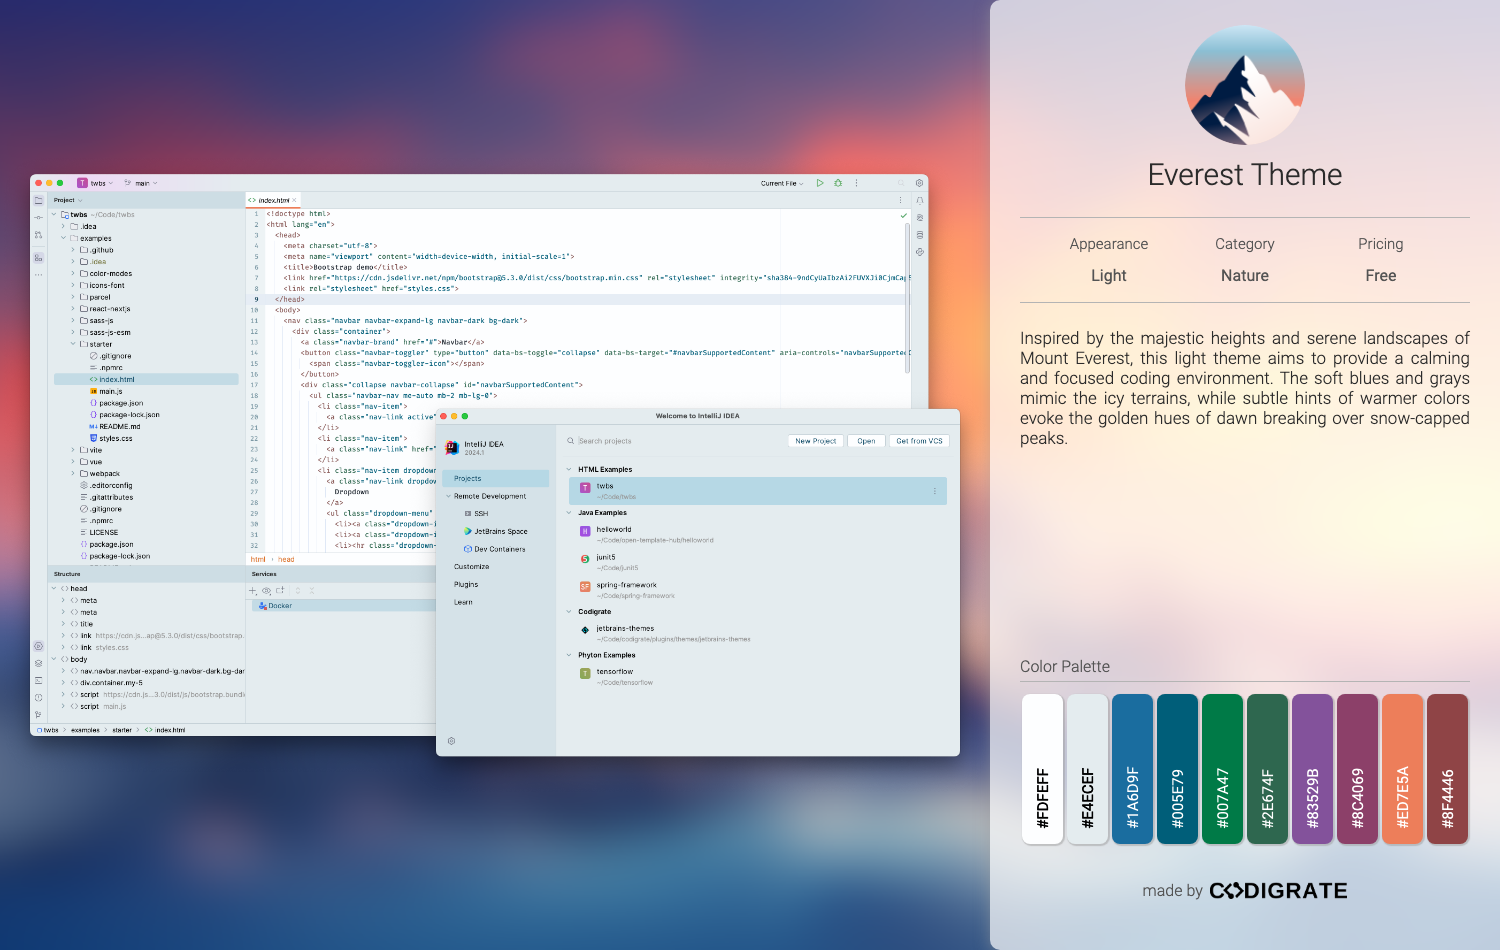 twbs
main
Current File
Project
twbs ~/Code/twbs
.idea
examples
.github
.idea
color-modes
icons-font
parcel
react-nextjs
sass-js
sass-js-esm
starter
.gitignore
.npmrc
index.html
main.js
package.json
package-lock.json
README.md
styles.css
vite
vue
webpack
.editorconfig
.gitattributes
.gitignore
.npmrc
LICENSE
package.json
package-lock.json
index.html
1 <!doctype html>
2 <html lang="en">
3 <head>
4 <meta charset="utf-8">
5 <meta name="viewport" content="width=device-width, initial-scale=1">
6 <title>Bootstrap demo</title>
7 <link href="https://cdn.jsdelivr.net/npm/bootstrap@5.3.0/dist/css/bootstrap.min.css" rel="stylesheet" integrity="sha384-9ndCyUaIbzAi2FUVXJi0CjmCap
8 <link rel="stylesheet" href="styles.css">
9 </head>
10 <body>
11 <nav class="navbar navbar-expand-lg navbar-dark bg-dark">
12 <div class="container">
13 <a class="navbar-brand" href="#">Navbar</a>
14 <button class="navbar-toggler" type="button" data-bs-toggle="collapse" data-bs-target="#navbarSupportedContent" aria-controls="navbarSupported
15 <span class="navbar-toggler-icon"></span>
16 </button>
17 <div class="collapse navbar-collapse" id="navbarSupportedContent">
18 <ul class="navbar-nav me-auto mb-2 mb-lg-0">
19 <li class="nav-item">
20 <a class="nav-link active"
21 </li>
22 <li class="nav-item">
23 <a class="nav-link" href="
24 </li>
25 <li class="nav-item dropdown
26 <a class="nav-link dropdow
27 Dropdown
28 </a>
29 <ul class="dropdown-menu"
30 <li><a class="dropdown-i
31 <li><a class="dropdown-i
32 <li><hr class="dropdown-
html › head
Structure
head
meta
meta
title
link https://cdn.js...ap@5.3.0/dist/css/bootstrap.
link styles.css
body
nav.navbar.navbar-expand-lg.navbar-dark.bg-dar
div.container.my-5
script https://cdn.js...3.0/dist/js/bootstrap.bundl
script main.js
Services
Docker
twbs › examples › starter › index.html
Welcome to IntelliJ IDEA
IntelliJ IDEA
2024.1
Projects
Remote Development
SSH
JetBrains Space
Dev Containers
Customize
Plugins
Learn
Search projects
New Project
Open
Get from VCS
HTML Examples
T
twbs
~/Code/twbs
Java Examples
H
helloworld
~/Code/open-template-hub/helloworld
junit5
~/Code/junit5
SF
spring-framework
~/Code/spring-framework
Codigrate
jetbrains-themes
~/Code/codigrate/plugins/themes/jetbrains-themes
Phyton Examples
T
tensorflow
~/Code/tensorflow
Everest Theme
Appearance Category Pricing
Light Nature Free
Inspired by the majestic heights and serene landscapes of
Mount Everest, this light theme aims to provide a calming
and focused coding environment. The soft blues and grays
mimic the icy terrains, while subtle hints of warmer colors
evoke the golden hues of dawn breaking over snow-capped
peaks.
Color Palette
#FDFEFF
#E4ECEF
#1A6D9F
#005E79
#007A47
#2E674F
#83529B
#8C4069
#ED7E5A
#8F4446
made by CODIGRATE